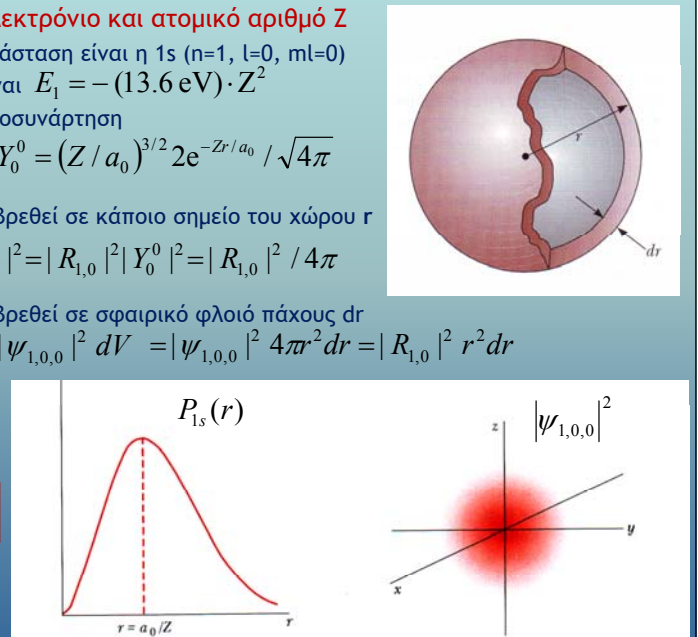 λεκτρόνιο και ατομικό αριθμό Ζ
άσταση είναι η 1s (n=1, l=0, ml=0)
αι E₁ = −(13.6 eV)·Z²
οσυνάρτηση
Y₀⁰ = (Z / a₀)^{3/2} 2e^{−Zr/a₀} / √4π
βρεθεί σε κάποιο σημείο του χώρου r
|² = | R₁,₀ |² | Y₀⁰ |² = | R₁,₀ |² / 4π
βρεθεί σε σφαιρικό φλοιό πάχους dr
|ψ₁,₀,₀ |² dV = | ψ₁,₀,₀ |² 4πr²dr = | R₁,₀ |² r²dr
r
dr
P₁ₛ(r)
r = a₀/Z
r
|ψ₁,₀,₀|²
z
y
x